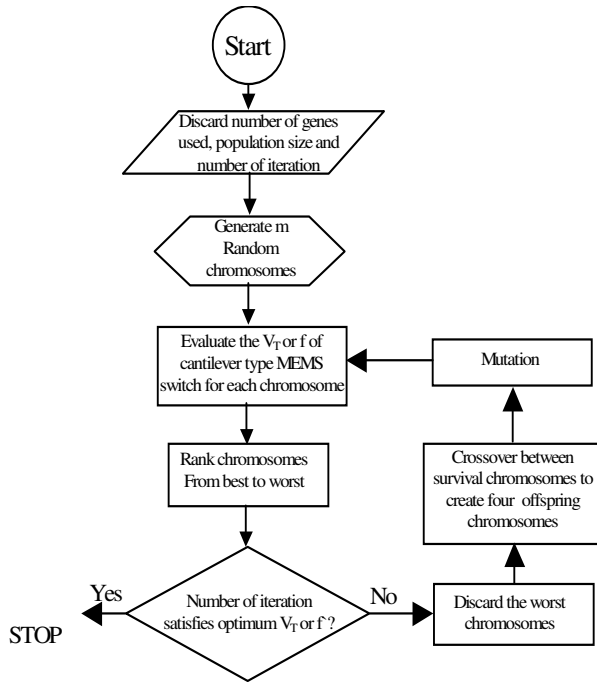 Start
Discard number of genes
used, population size and
number of iteration
Generate m
Random
chromosomes
Evaluate the V_T or f of
cantilever type MEMS
switch for each chromosome
Rank chromosomes
From best to worst
Number of iteration
satisfies optimum V_T or f ?
Yes
STOP
No
Discard the worst
chromosomes
Crossover between
survival chromosomes to
create four offspring
chromosomes
Mutation